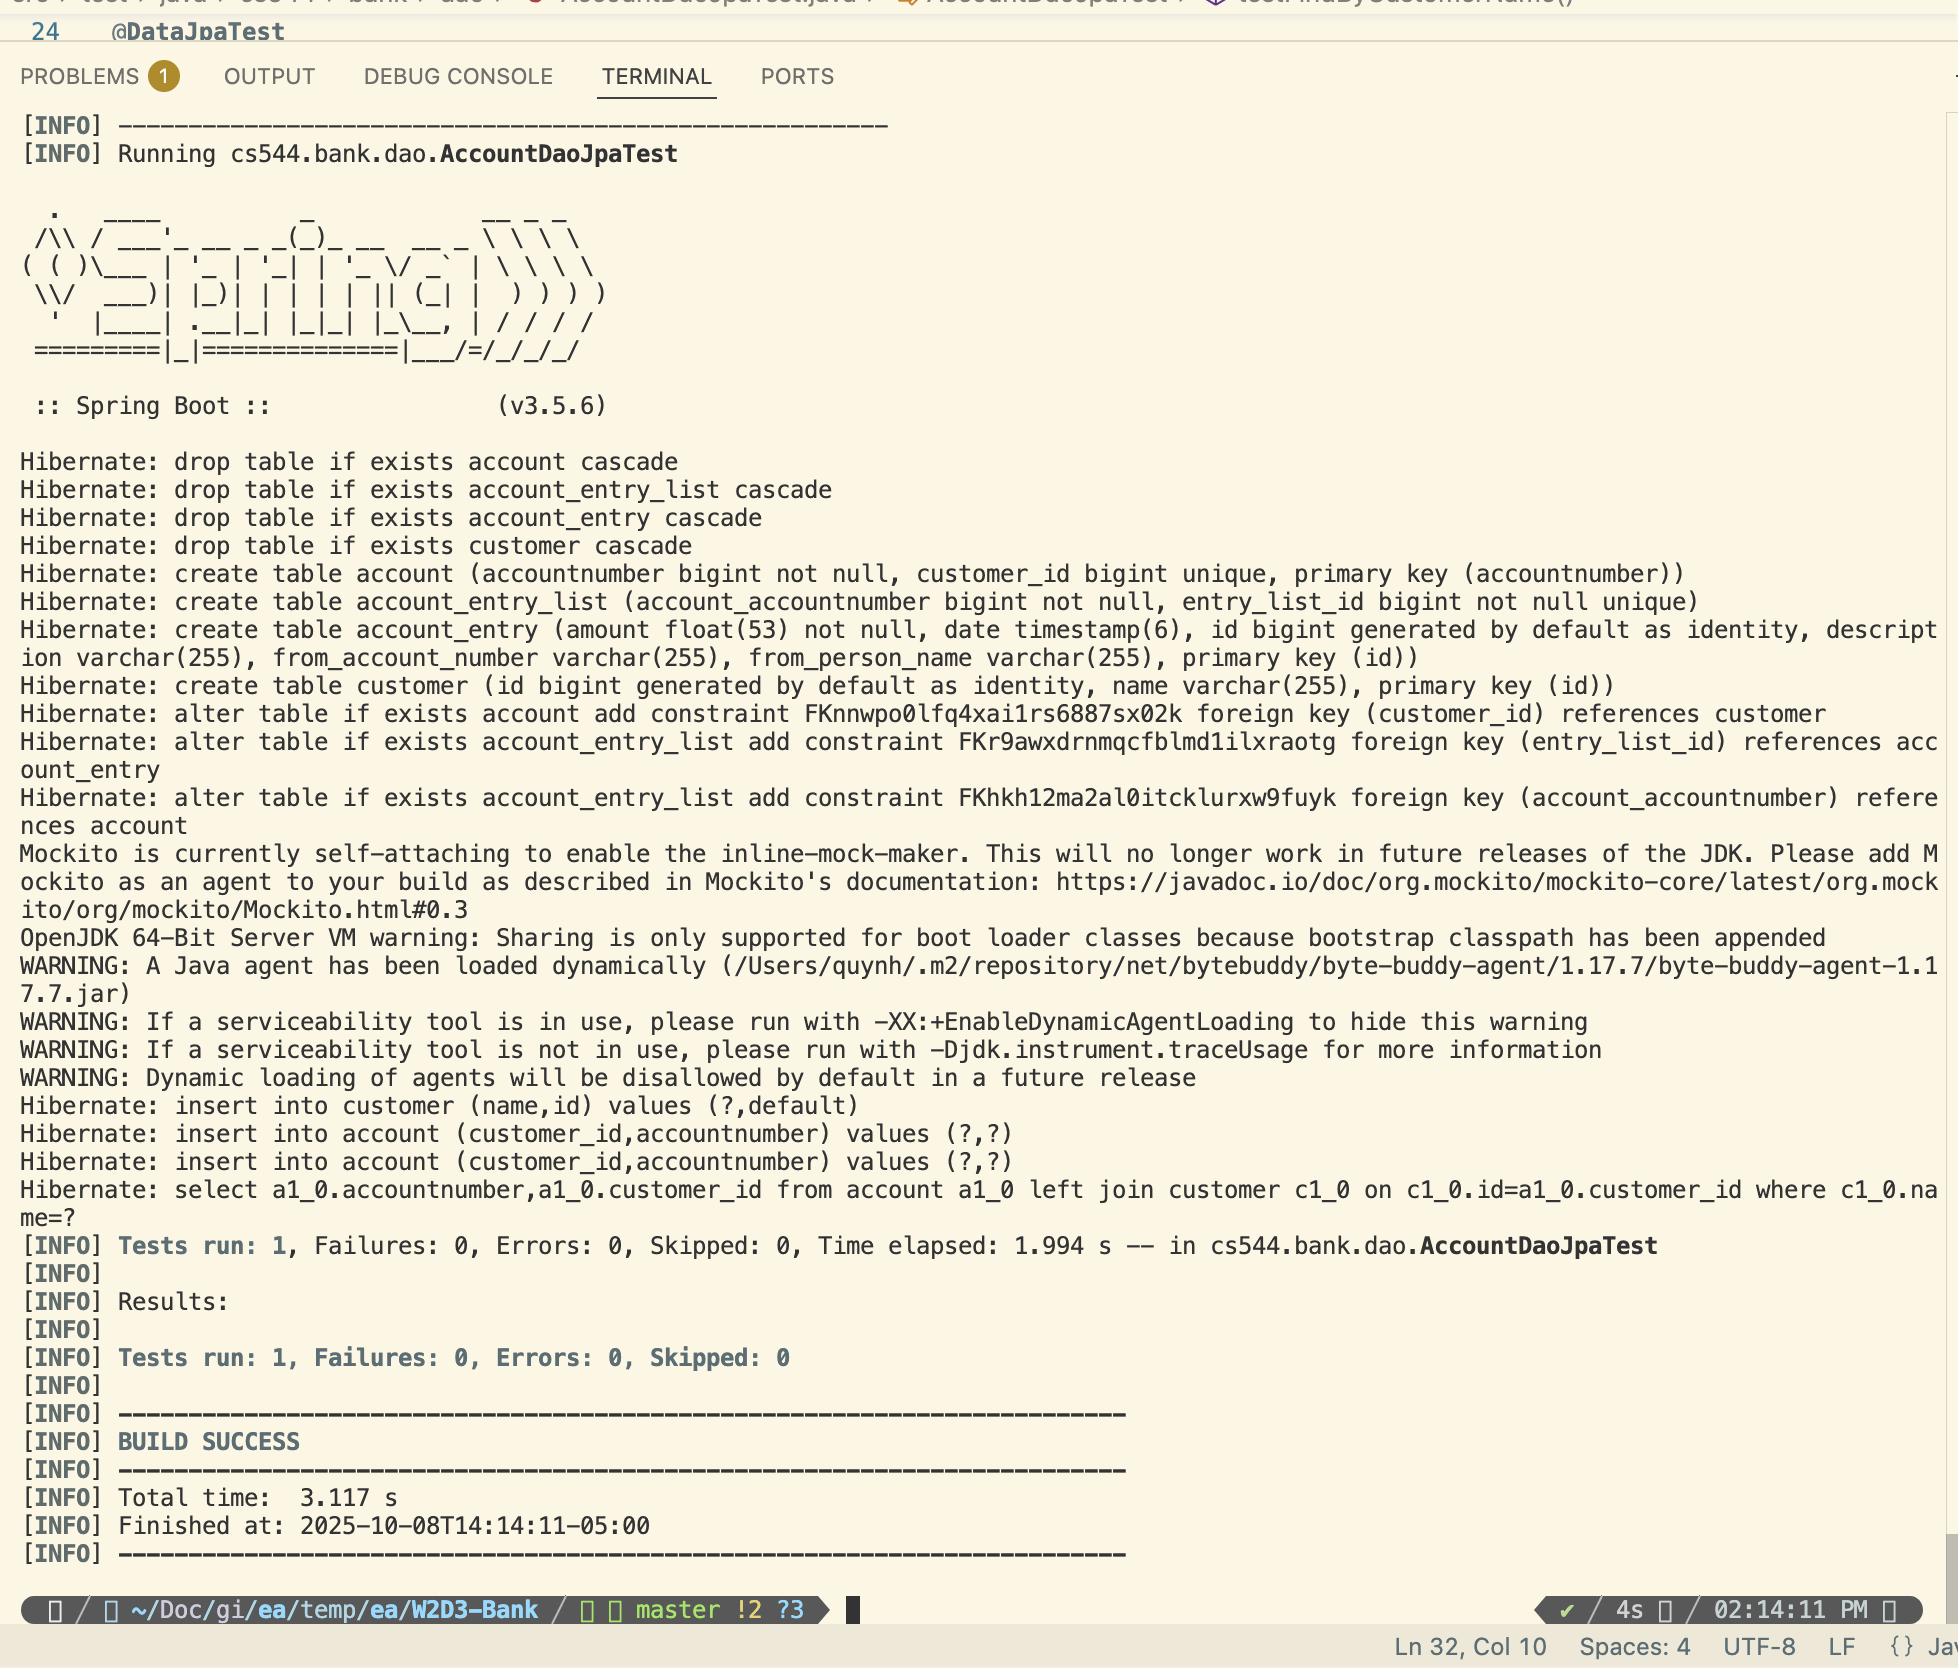 24 @DataJpaTest
PROBLEMS 1 OUTPUT DEBUG CONSOLE TERMINAL PORTS
[INFO] -------------------------------------------------------
[INFO] Running cs544.bank.dao.AccountDaoJpaTest
  .   ____          _            __ _ _
 /\\ / ___'_ __ _ _(_)_ __  __ _ \ \ \ \
( ( )\___ | '_ | '_| | '_ \/ _` | \ \ \ \
 \\/  ___)| |_)| | | | | || (_| |  ) ) ) )
  '  |____| .__|_| |_|_| |_\__, | / / / /
 =========|_|==============|___/=/_/_/_/
 :: Spring Boot ::                (v3.5.6)
Hibernate: drop table if exists account cascade
Hibernate: drop table if exists account_entry_list cascade
Hibernate: drop table if exists account_entry cascade
Hibernate: drop table if exists customer cascade
Hibernate: create table account (accountnumber bigint not null, customer_id bigint unique, primary key (accountnumber))
Hibernate: create table account_entry_list (account_accountnumber bigint not null, entry_list_id bigint not null unique)
Hibernate: create table account_entry (amount float(53) not null, date timestamp(6), id bigint generated by default as identity, descript
ion varchar(255), from_account_number varchar(255), from_person_name varchar(255), primary key (id))
Hibernate: create table customer (id bigint generated by default as identity, name varchar(255), primary key (id))
Hibernate: alter table if exists account add constraint FKnnwpo0lfq4xai1rs6887sx02k foreign key (customer_id) references customer
Hibernate: alter table if exists account_entry_list add constraint FKr9awxdrnmqcfblmd1ilxraotg foreign key (entry_list_id) references acc
ount_entry
Hibernate: alter table if exists account_entry_list add constraint FKhkh12ma2al0itcklurxw9fuyk foreign key (account_accountnumber) refere
nces account
Mockito is currently self-attaching to enable the inline-mock-maker. This will no longer work in future releases of the JDK. Please add M
ockito as an agent to your build as described in Mockito's documentation: https://javadoc.io/doc/org.mockito/mockito-core/latest/org.mock
ito/org/mockito/Mockito.html#0.3
OpenJDK 64-Bit Server VM warning: Sharing is only supported for boot loader classes because bootstrap classpath has been appended
WARNING: A Java agent has been loaded dynamically (/Users/quynh/.m2/repository/net/bytebuddy/byte-buddy-agent/1.17.7/byte-buddy-agent-1.1
7.7.jar)
WARNING: If a serviceability tool is in use, please run with -XX:+EnableDynamicAgentLoading to hide this warning
WARNING: If a serviceability tool is not in use, please run with -Djdk.instrument.traceUsage for more information
WARNING: Dynamic loading of agents will be disallowed by default in a future release
Hibernate: insert into customer (name,id) values (?,default)
Hibernate: insert into account (customer_id,accountnumber) values (?,?)
Hibernate: insert into account (customer_id,accountnumber) values (?,?)
Hibernate: select a1_0.accountnumber,a1_0.customer_id from account a1_0 left join customer c1_0 on c1_0.id=a1_0.customer_id where c1_0.na
me=?
[INFO] Tests run: 1, Failures: 0, Errors: 0, Skipped: 0, Time elapsed: 1.994 s -- in cs544.bank.dao.AccountDaoJpaTest
[INFO]
[INFO] Results:
[INFO]
[INFO] Tests run: 1, Failures: 0, Errors: 0, Skipped: 0
[INFO]
[INFO] ------------------------------------------------------------------------
[INFO] BUILD SUCCESS
[INFO] ------------------------------------------------------------------------
[INFO] Total time:  3.117 s
[INFO] Finished at: 2025-10-08T14:14:11-05:00
[INFO] ------------------------------------------------------------------------
~/Doc/gi/ea/temp/ea/W2D3-Bank master !2 ?3 ✔ 4s 02:14:11 PM
Ln 32, Col 10 Spaces: 4 UTF-8 LF {}